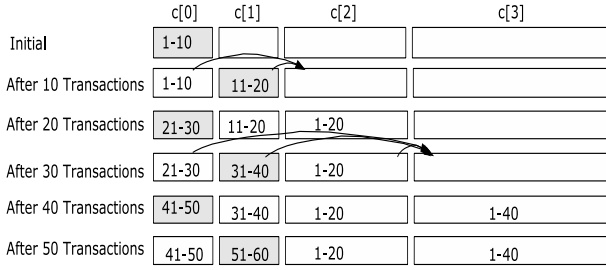 c[0] c[1] c[2] c[3]
Initial 1-10
After 10 Transactions 1-10 11-20
After 20 Transactions 21-30 11-20 1-20
After 30 Transactions 21-30 31-40 1-20
After 40 Transactions 41-50 31-40 1-20 1-40
After 50 Transactions 41-50 51-60 1-20 1-40